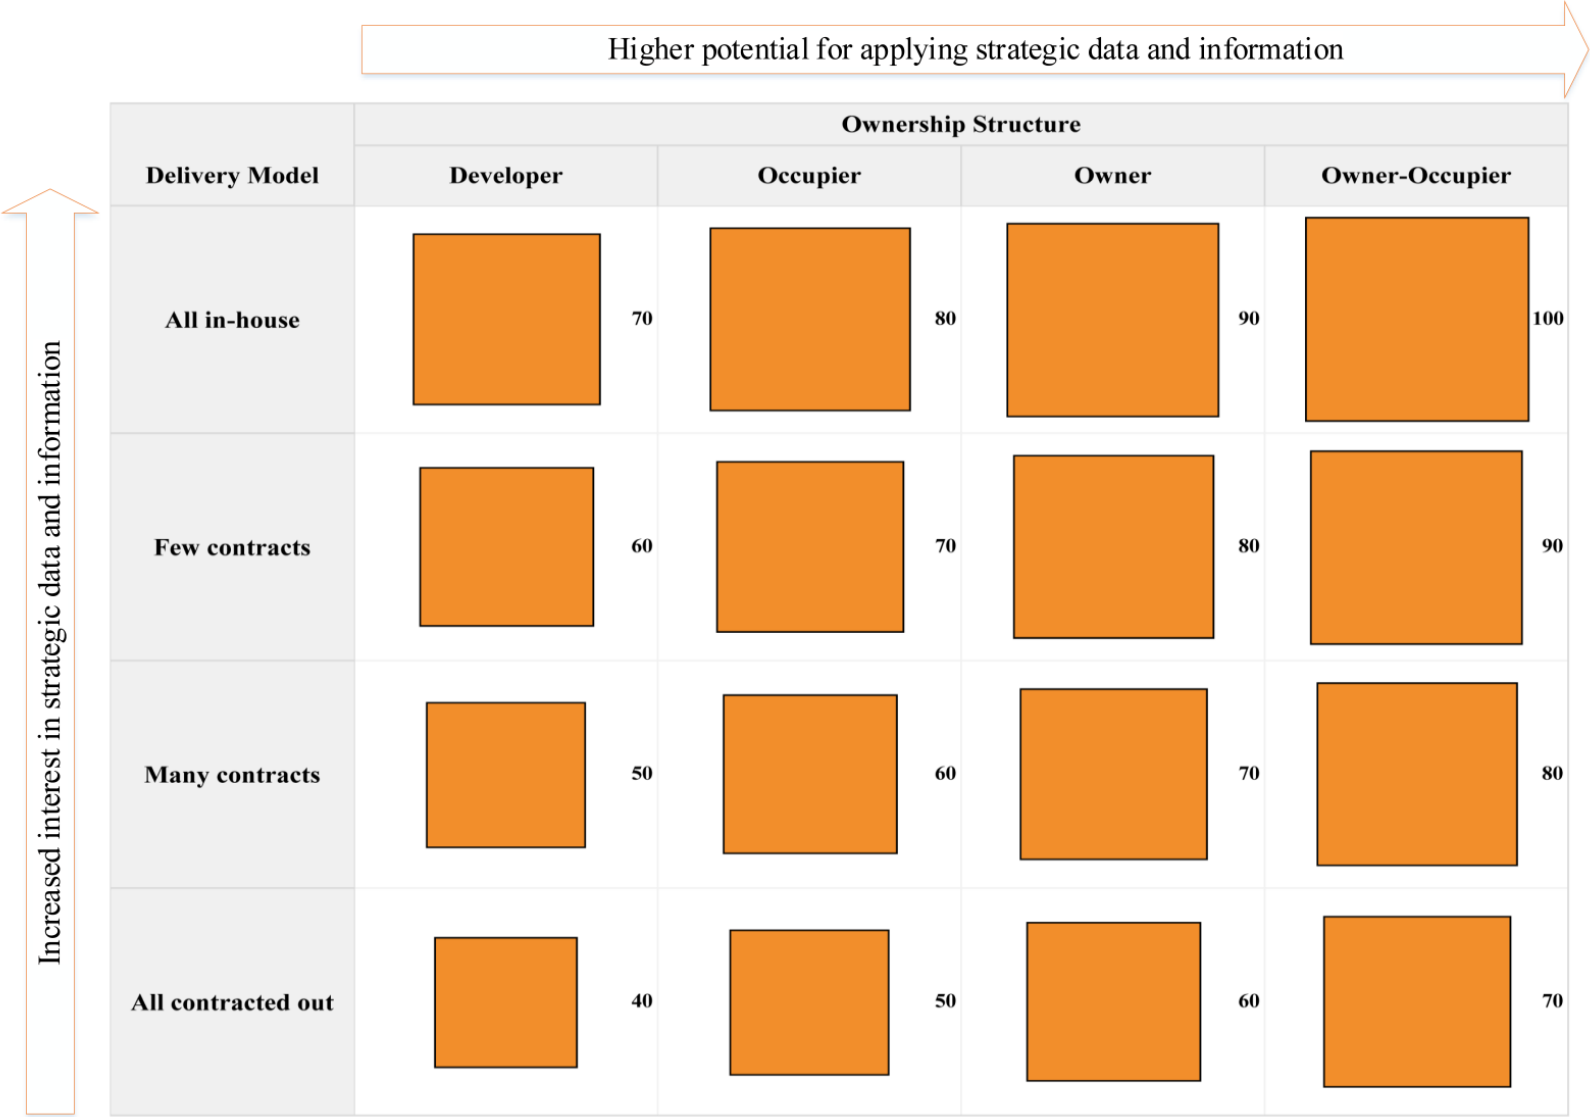 Higher potential for applying strategic data and information
Increased interest in strategic data and information
Ownership Structure
Delivery Model Developer Occupier Owner Owner-Occupier
All in-house 70 80 90 100
Few contracts 60 70 80 90
Many contracts 50 60 70 80
All contracted out 40 50 60 70